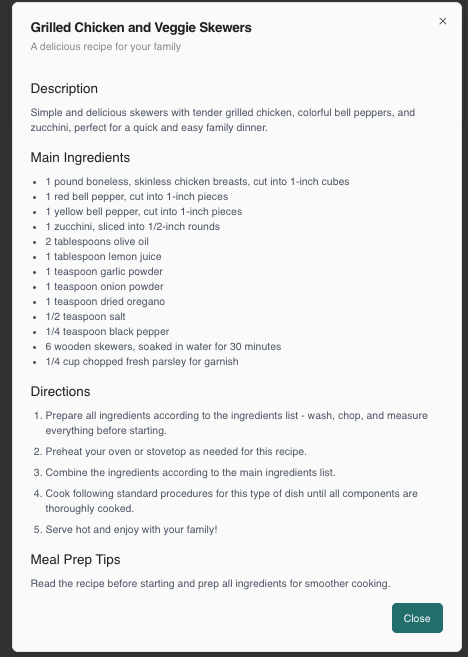 Grilled Chicken and Veggie Skewers
×
A delicious recipe for your family
Description
Simple and delicious skewers with tender grilled chicken, colorful bell peppers, and
zucchini, perfect for a quick and easy family dinner.
Main Ingredients
• 1 pound boneless, skinless chicken breasts, cut into 1-inch cubes
• 1 red bell pepper, cut into 1-inch pieces
• 1 yellow bell pepper, cut into 1-inch pieces
• 1 zucchini, sliced into 1/2-inch rounds
• 2 tablespoons olive oil
• 1 tablespoon lemon juice
• 1 teaspoon garlic powder
• 1 teaspoon onion powder
• 1 teaspoon dried oregano
• 1/2 teaspoon salt
• 1/4 teaspoon black pepper
• 6 wooden skewers, soaked in water for 30 minutes
• 1/4 cup chopped fresh parsley for garnish
Directions
1. Prepare all ingredients according to the ingredients list - wash, chop, and measure
everything before starting.
2. Preheat your oven or stovetop as needed for this recipe.
3. Combine the ingredients according to the main ingredients list.
4. Cook following standard procedures for this type of dish until all components are
thoroughly cooked.
5. Serve hot and enjoy with your family!
Meal Prep Tips
Read the recipe before starting and prep all ingredients for smoother cooking.
Close